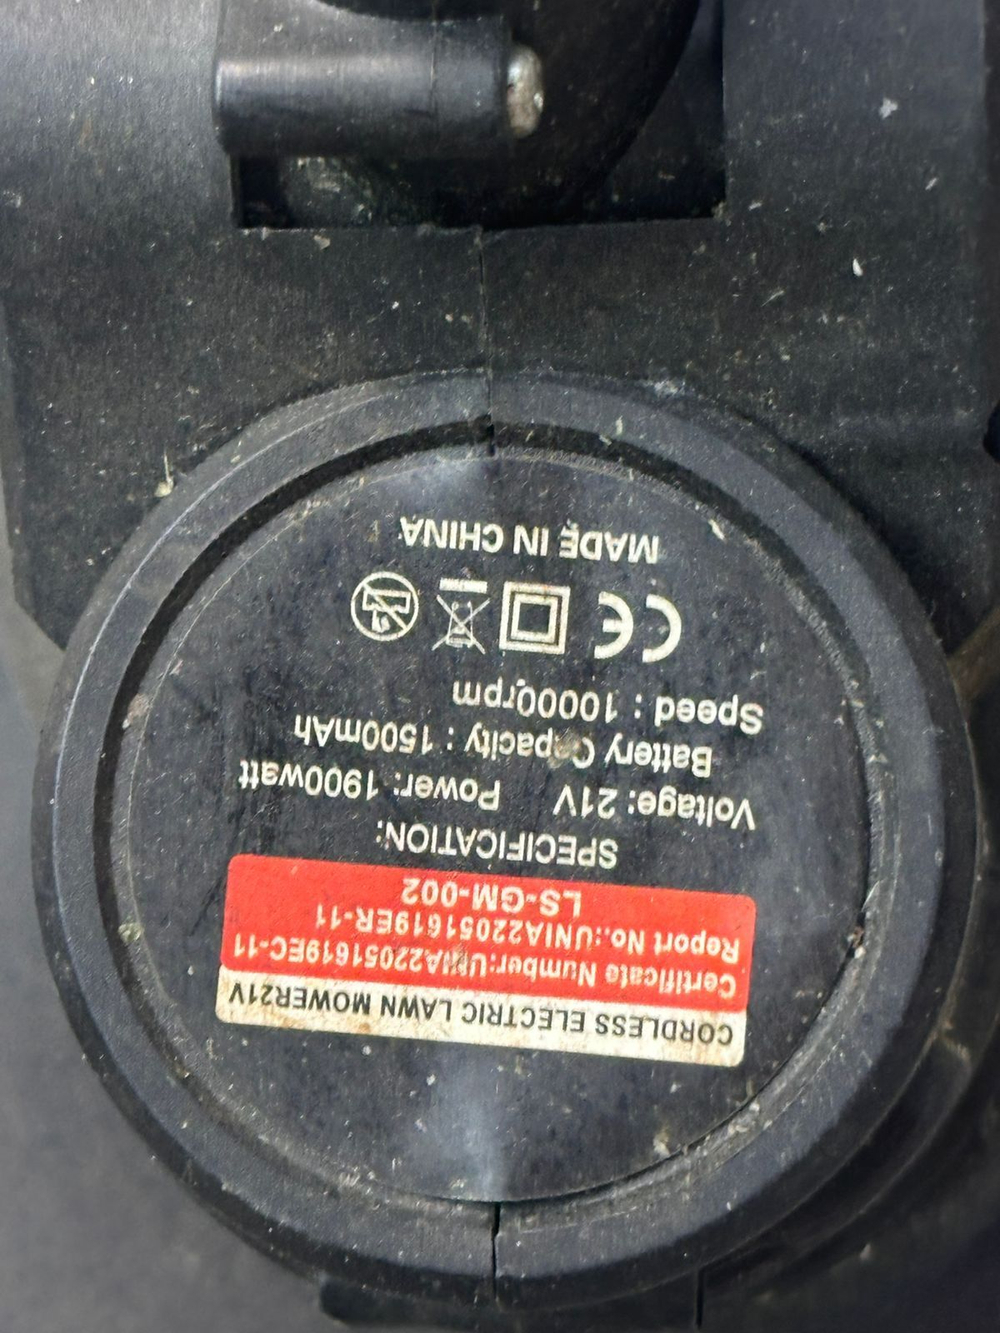 CORDLESS ELECTRIC LAWN MOWER21V
Certificate Number:UNIA22051619EC-11
Report No.:UNIA22051619ER-11
LS-GM-002
SPECIFICATION:
Voltage: 21V Power: 1900watt
Battery Capacity : 1500mAh
Speed : 10000rpm
CE
MADE IN CHINA